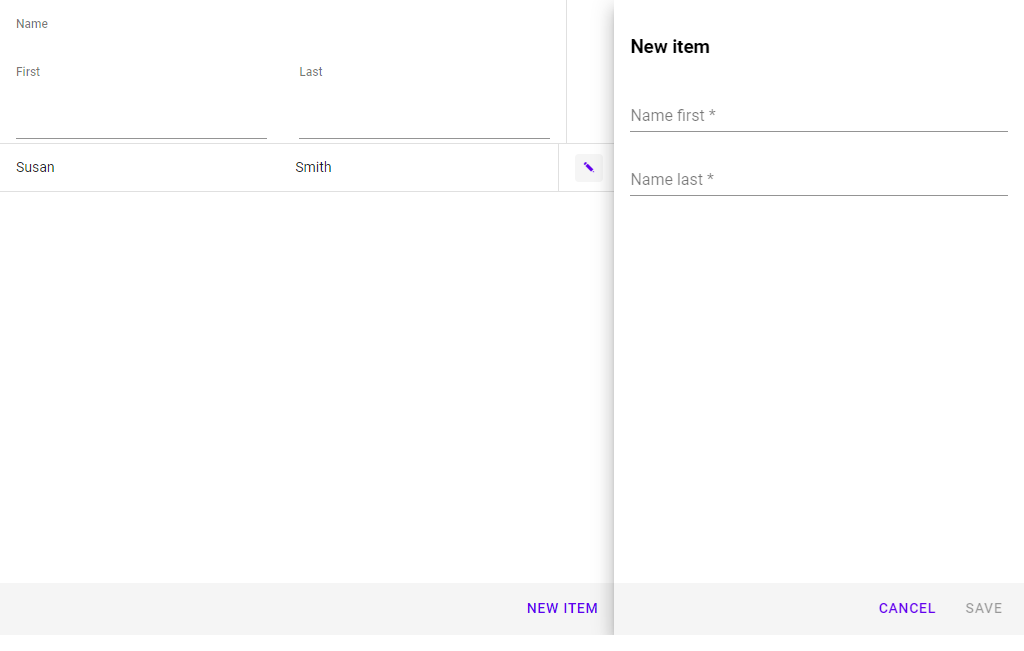 Name
First Last
Susan Smith
NEW ITEM
New item
Name first *
Name last *
CANCEL SAVE